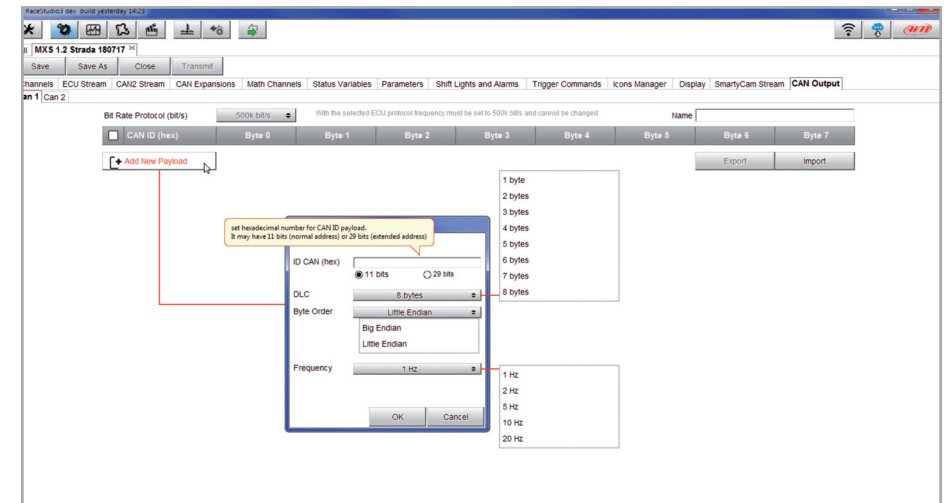 RaceStudio3 dev build yesterday 14:23
AiM
MXS 1.2 Strada 180717
Save Save As Close Transmit
hannels ECU Stream CAN2 Stream CAN Expansions Math Channels Status Variables Parameters Shift Lights and Alarms Trigger Commands Icons Manager Display SmartyCam Stream CAN Output
an 1 Can 2
Bit Rate Protocol (bit/s) 500k bit/s With the selected ECU protocol frequency must be set to 500k bit/s and cannot be changed Name
CAN ID (hex) Byte 0 Byte 1 Byte 2 Byte 3 Byte 4 Byte 5 Byte 6 Byte 7
Add New Payload Export Import
1 byte
2 bytes
3 bytes
4 bytes
5 bytes
6 bytes
7 bytes
8 bytes
set hexadecimal number for CAN ID payload.
It may have 11 bits (normal address) or 29 bits (extended address)
ID CAN (hex)
11 bits 29 bits
DLC 8 bytes
Byte Order Little Endian
Big Endian
Little Endian
Frequency 1 Hz
1 Hz
2 Hz
5 Hz
10 Hz
20 Hz
OK Cancel